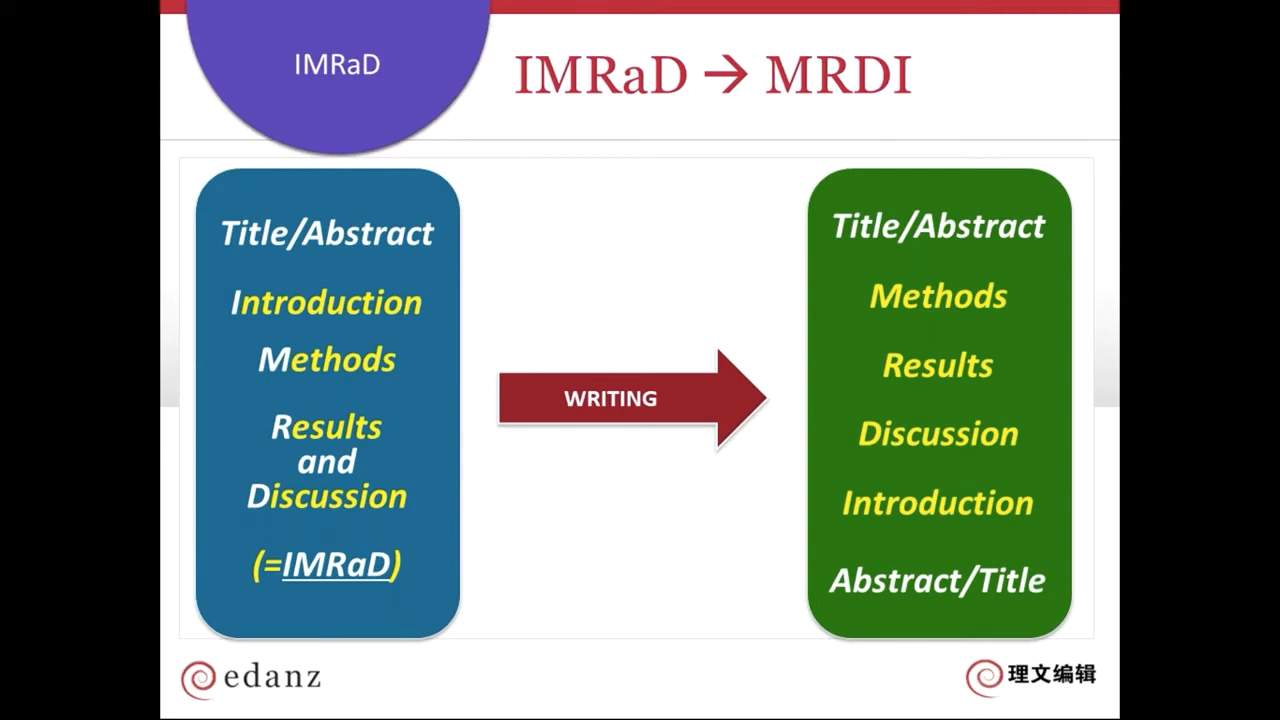 IMRaD
IMRaD → MRDI
Title/Abstract
Introduction
Methods
Results
and
Discussion
(=IMRaD)
WRITING
Title/Abstract
Methods
Results
Discussion
Introduction
Abstract/Title
edanz
理文编辑